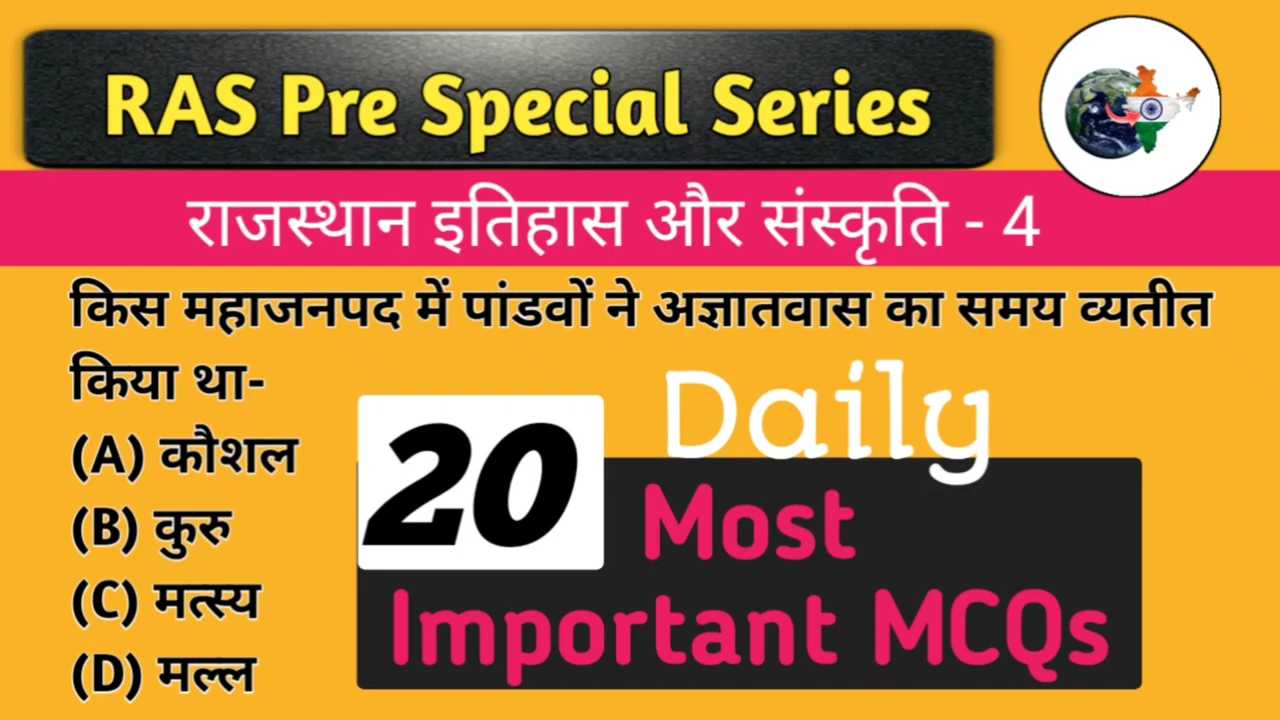 RAS Pre Special Series
राजस्थान इतिहास और संस्कृति - 4
किस महाजनपद में पांडवों ने अज्ञातवास का समय व्यतीत
किया था-
(A) कौशल
(B) कुरु
(C) मत्स्य
(D) मल्ल
20
Daily
Most
Important MCQs